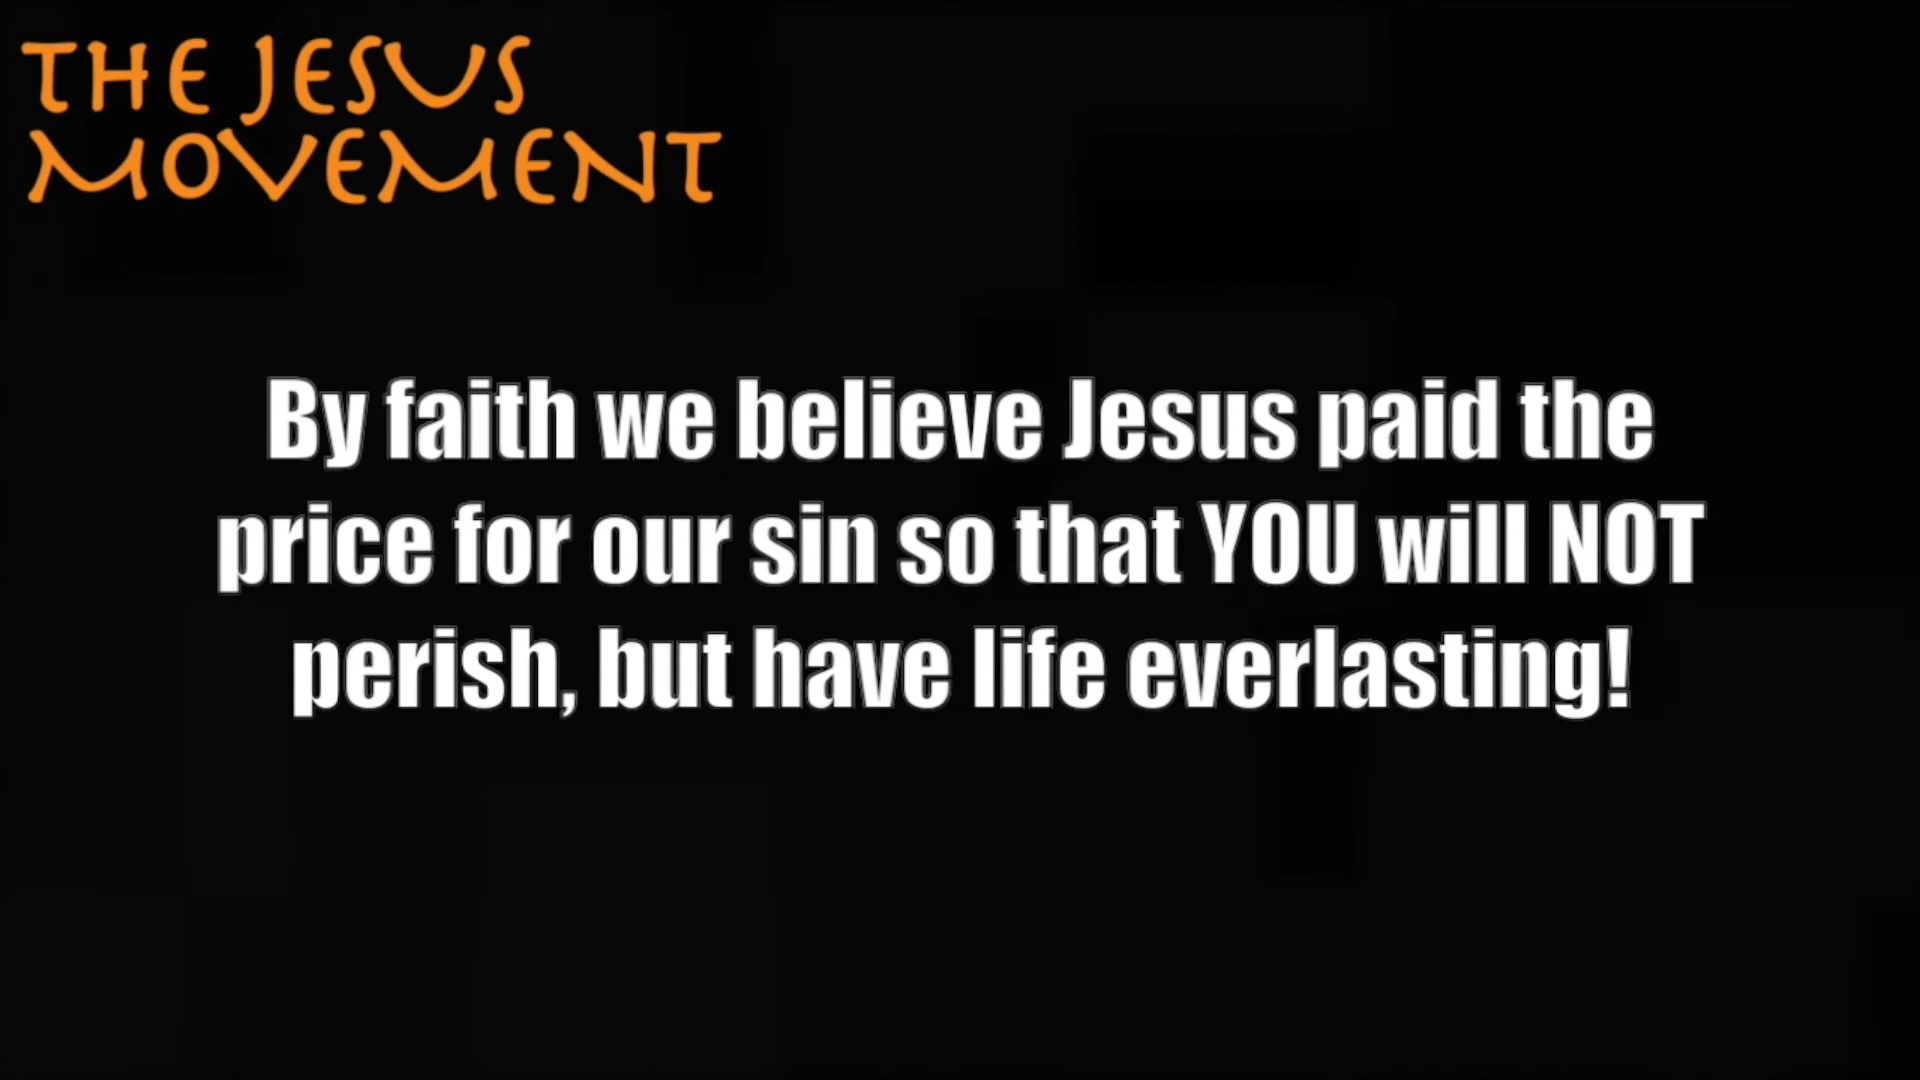 THE JESUS
MOVEMENT
By faith we believe Jesus paid the
price for our sin so that YOU will NOT
perish, but have life everlasting!